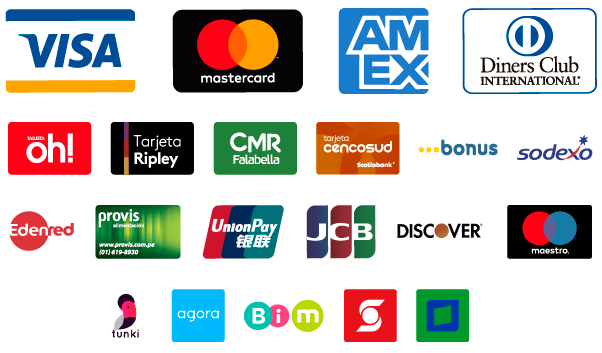 VISA
mastercard
AM
EX
Diners Club
INTERNATIONAL®
TARJETA
oh!
Tarjeta
Ripley
CMR
Falabella
tarjeta
cencosud
Scotiabank
bonus
sodexo
Edenred
provis
alimentación
www.provis.com.pe
(01) 619-8930
UnionPay
银联
JCB
DISCOVER®
maestro.
tunki
agora
Bim